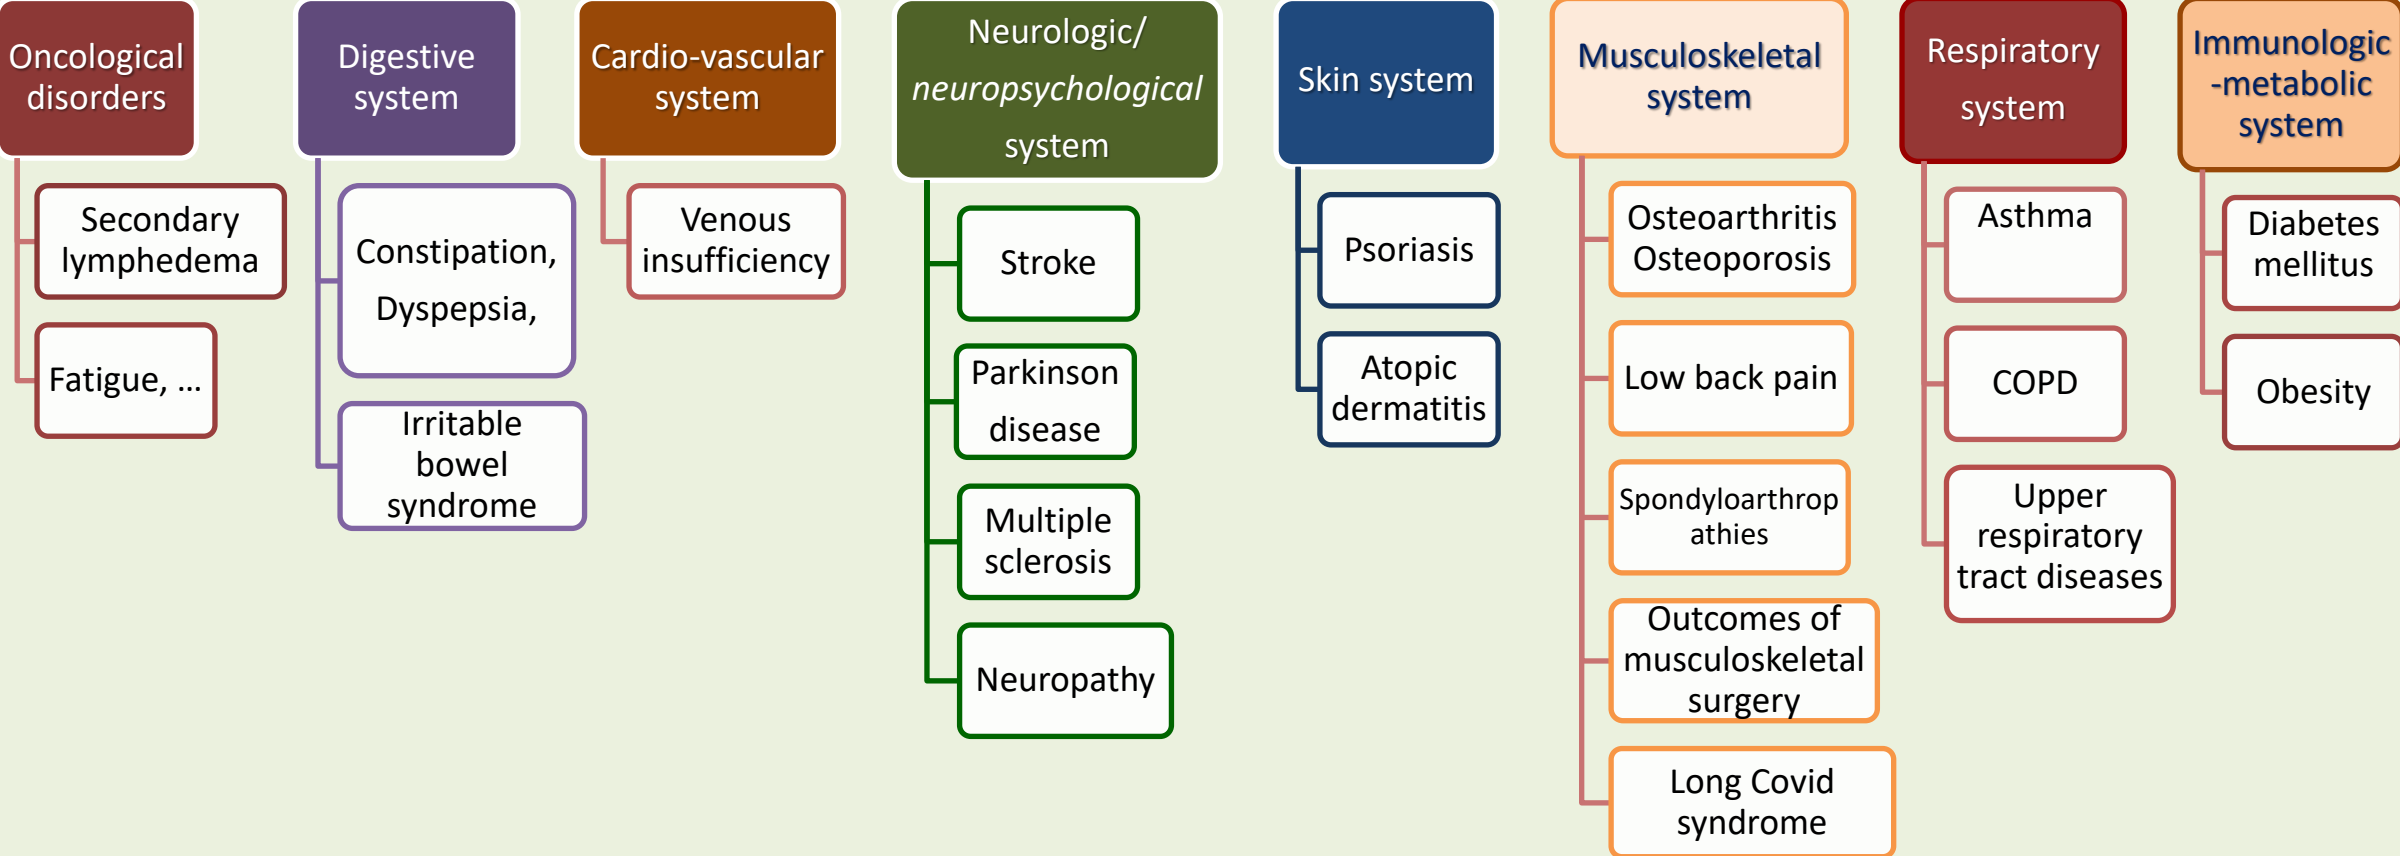 Oncological
disorders
Secondary
lymphedema
Fatigue, ...
Digestive
system
Constipation,
Dyspepsia,
Irritable
bowel
syndrome
Cardio-vascular
system
Venous
insufficiency
Neurologic/
neuropsychological
system
Stroke
Parkinson
disease
Multiple
sclerosis
Neuropathy
Skin system
Psoriasis
Atopic
dermatitis
Musculoskeletal
system
Osteoarthritis
Osteoporosis
Low back pain
Spondyloarthrop
athies
Outcomes of
musculoskeletal
surgery
Long Covid
syndrome
Respiratory
system
Asthma
COPD
Upper
respiratory
tract diseases
Immunologic
-metabolic
system
Diabetes
mellitus
Obesity